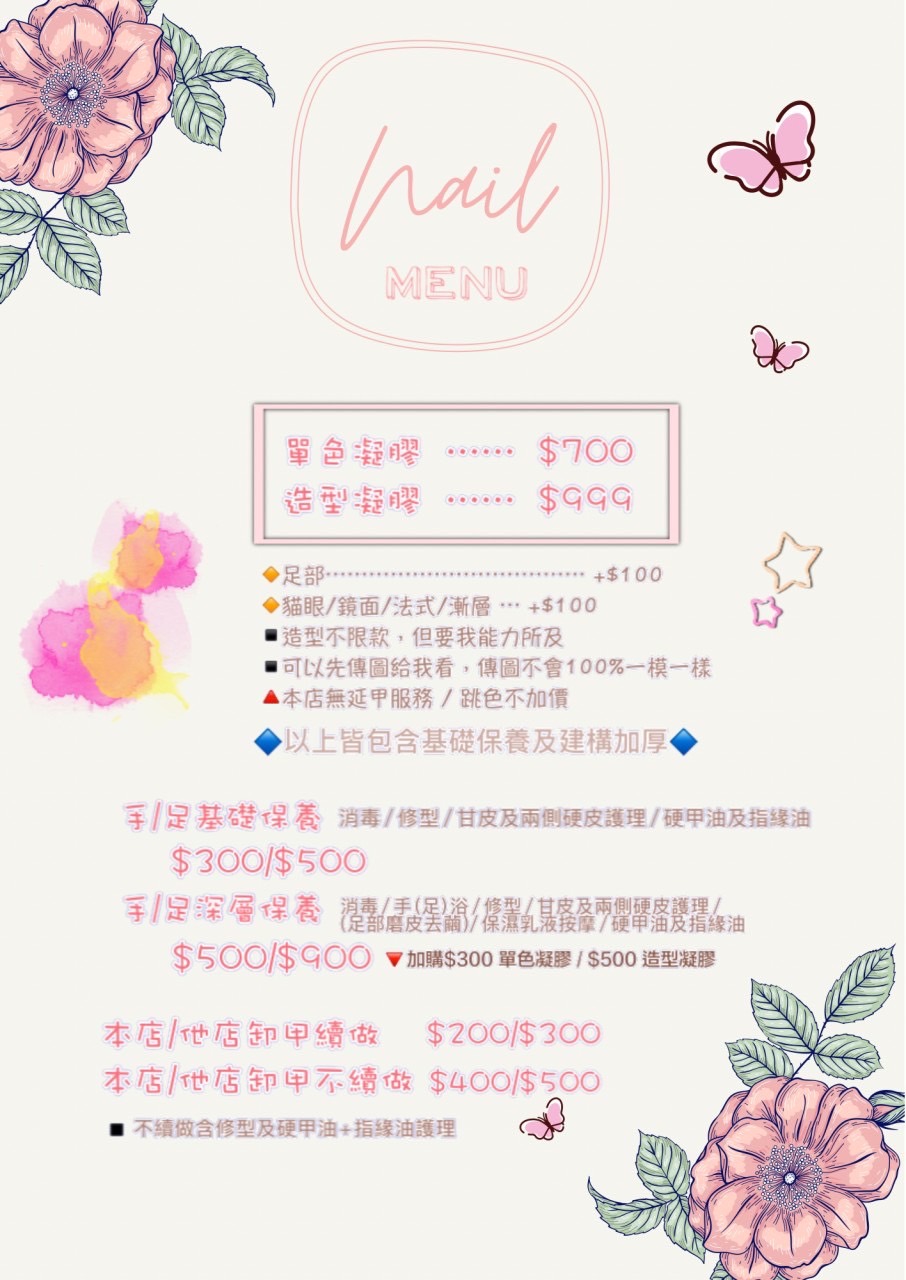 Nail
MENU
單色凝膠 …… $700
造型凝膠 …… $999
🔸足部……………………………… +$100
🔸貓眼/鏡面/法式/漸層 … +$100
▪️造型不限款，但要我能力所及
▪️可以先傳圖給我看，傳圖不會100%一模一樣
🔺本店無延甲服務 / 跳色不加價
🔷以上皆包含基礎保養及建構加厚🔷
手/足基礎保養 消毒/修型/甘皮及兩側硬皮護理/硬甲油及指緣油
$300/$500
手/足深層保養 消毒/手(足)浴/修型/甘皮及兩側硬皮護理/
(足部磨皮去繭)/保濕乳液按摩/硬甲油及指緣油
$500/$900 🔻加購$300 單色凝膠 / $500 造型凝膠
本店/他店卸甲續做 $200/$300
本店/他店卸甲不續做 $400/$500
▪️ 不續做含修型及硬甲油+指緣油護理